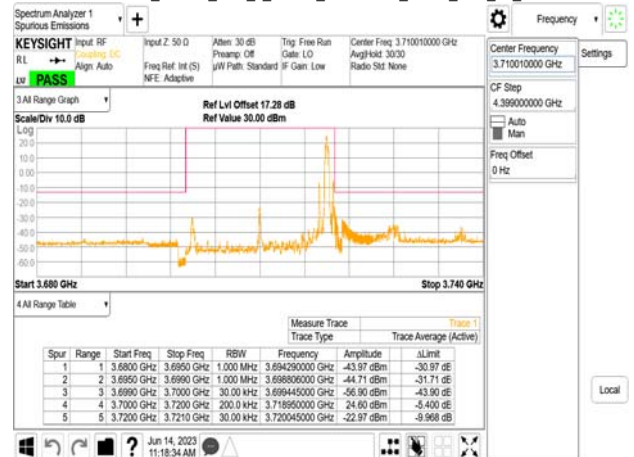 Spectrum Analyzer 1
Spurious Emissions
+
Frequency
KEYSIGHT
Input: RF
Coupling: DC
Align: Auto
Input Z: 50 Ω
Freq Ref: Int (S)
NFE: Adaptive
Atten: 30 dB
Preamp: Off
µW Path: Standard
Trig: Free Run
Gate: LO
IF Gain: Low
Center Freq: 3.710010000 GHz
Avg|Hold: 30/30
Radio Std: None
RL
PASS
3 All Range Graph
Ref Lvl Offset 17.28 dB
Scale/Div 10.0 dB
Ref Value 30.00 dBm
Log
20.0
10.0
0.00
-10.0
-20.0
-30.0
-40.0
-50.0
-60.0
Start 3.680 GHz
Stop 3.740 GHz
4 All Range Table
Measure Trace
Trace 1
Trace Type
Trace Average (Active)
Spur Range Start Freq Stop Freq RBW Frequency Amplitude ΔLimit
1 1 3.6800 GHz 3.6950 GHz 1.000 MHz 3.694290000 GHz -43.97 dBm -30.97 dB
2 2 3.6950 GHz 3.6990 GHz 1.000 MHz 3.698806000 GHz -44.71 dBm -31.71 dB
3 3 3.6990 GHz 3.7000 GHz 30.00 kHz 3.699445000 GHz -56.90 dBm -43.90 dB
4 4 3.7000 GHz 3.7200 GHz 200.0 kHz 3.718950000 GHz 24.60 dBm -5.400 dB
5 5 3.7200 GHz 3.7210 GHz 30.00 kHz 3.720045000 GHz -22.97 dBm -9.968 dB
?
Jun 14, 2023
11:18:34 AM
Center Frequency
3.710010000 GHz
Settings
CF Step
4.399000000 GHz
Auto
Man
Freq Offset
0 Hz
Local